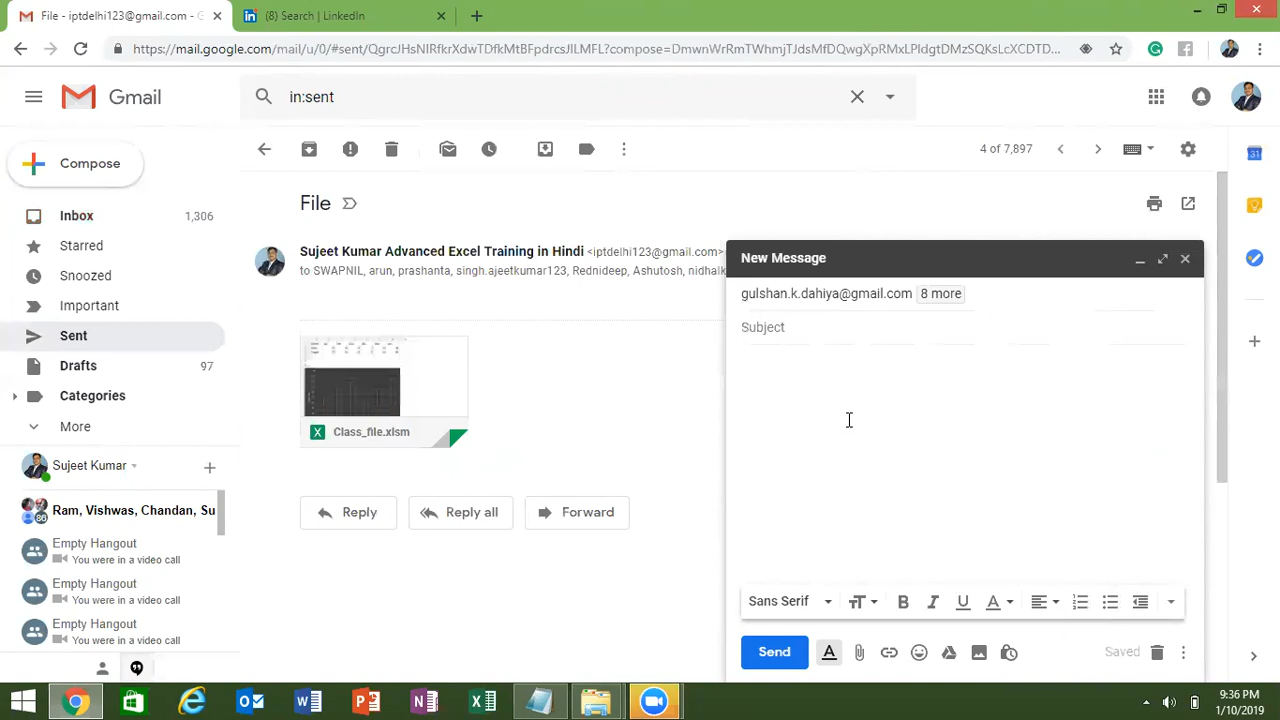 File - iptdelhi123@gmail.com - G
(8) Search | LinkedIn
https://mail.google.com/mail/u/0/#sent/QgrcJHsNlRfkrXdwTDfkMtBFpdrcsJlLMFL?compose=DmwnWrRmTWhmjTJdsMfDQwgXpRMxLPldgtDMzSQKsLcXCDTD...
Gmail
in:sent
Compose
4 of 7,897
File
Inbox 1,306
Starred
Snoozed
Important
Sent
Drafts 97
Categories
More
Sujeet Kumar Advanced Excel Training in Hindi <iptdelhi123@gmail.com>
to SWAPNIL, arun, prashanta, singh.ajeetkumar123, Rednideep, Ashutosh, nidhalk
Class_file.xlsm
Reply
Reply all
Forward
New Message
gulshan.k.dahiya@gmail.com 8 more
Subject
Sans Serif
Send
Saved
Sujeet Kumar
Ram, Vishwas, Chandan, Su
Empty Hangout
You were in a video call
Empty Hangout
You were in a video call
Empty Hangout
You were in a video call
9:36 PM
1/10/2019